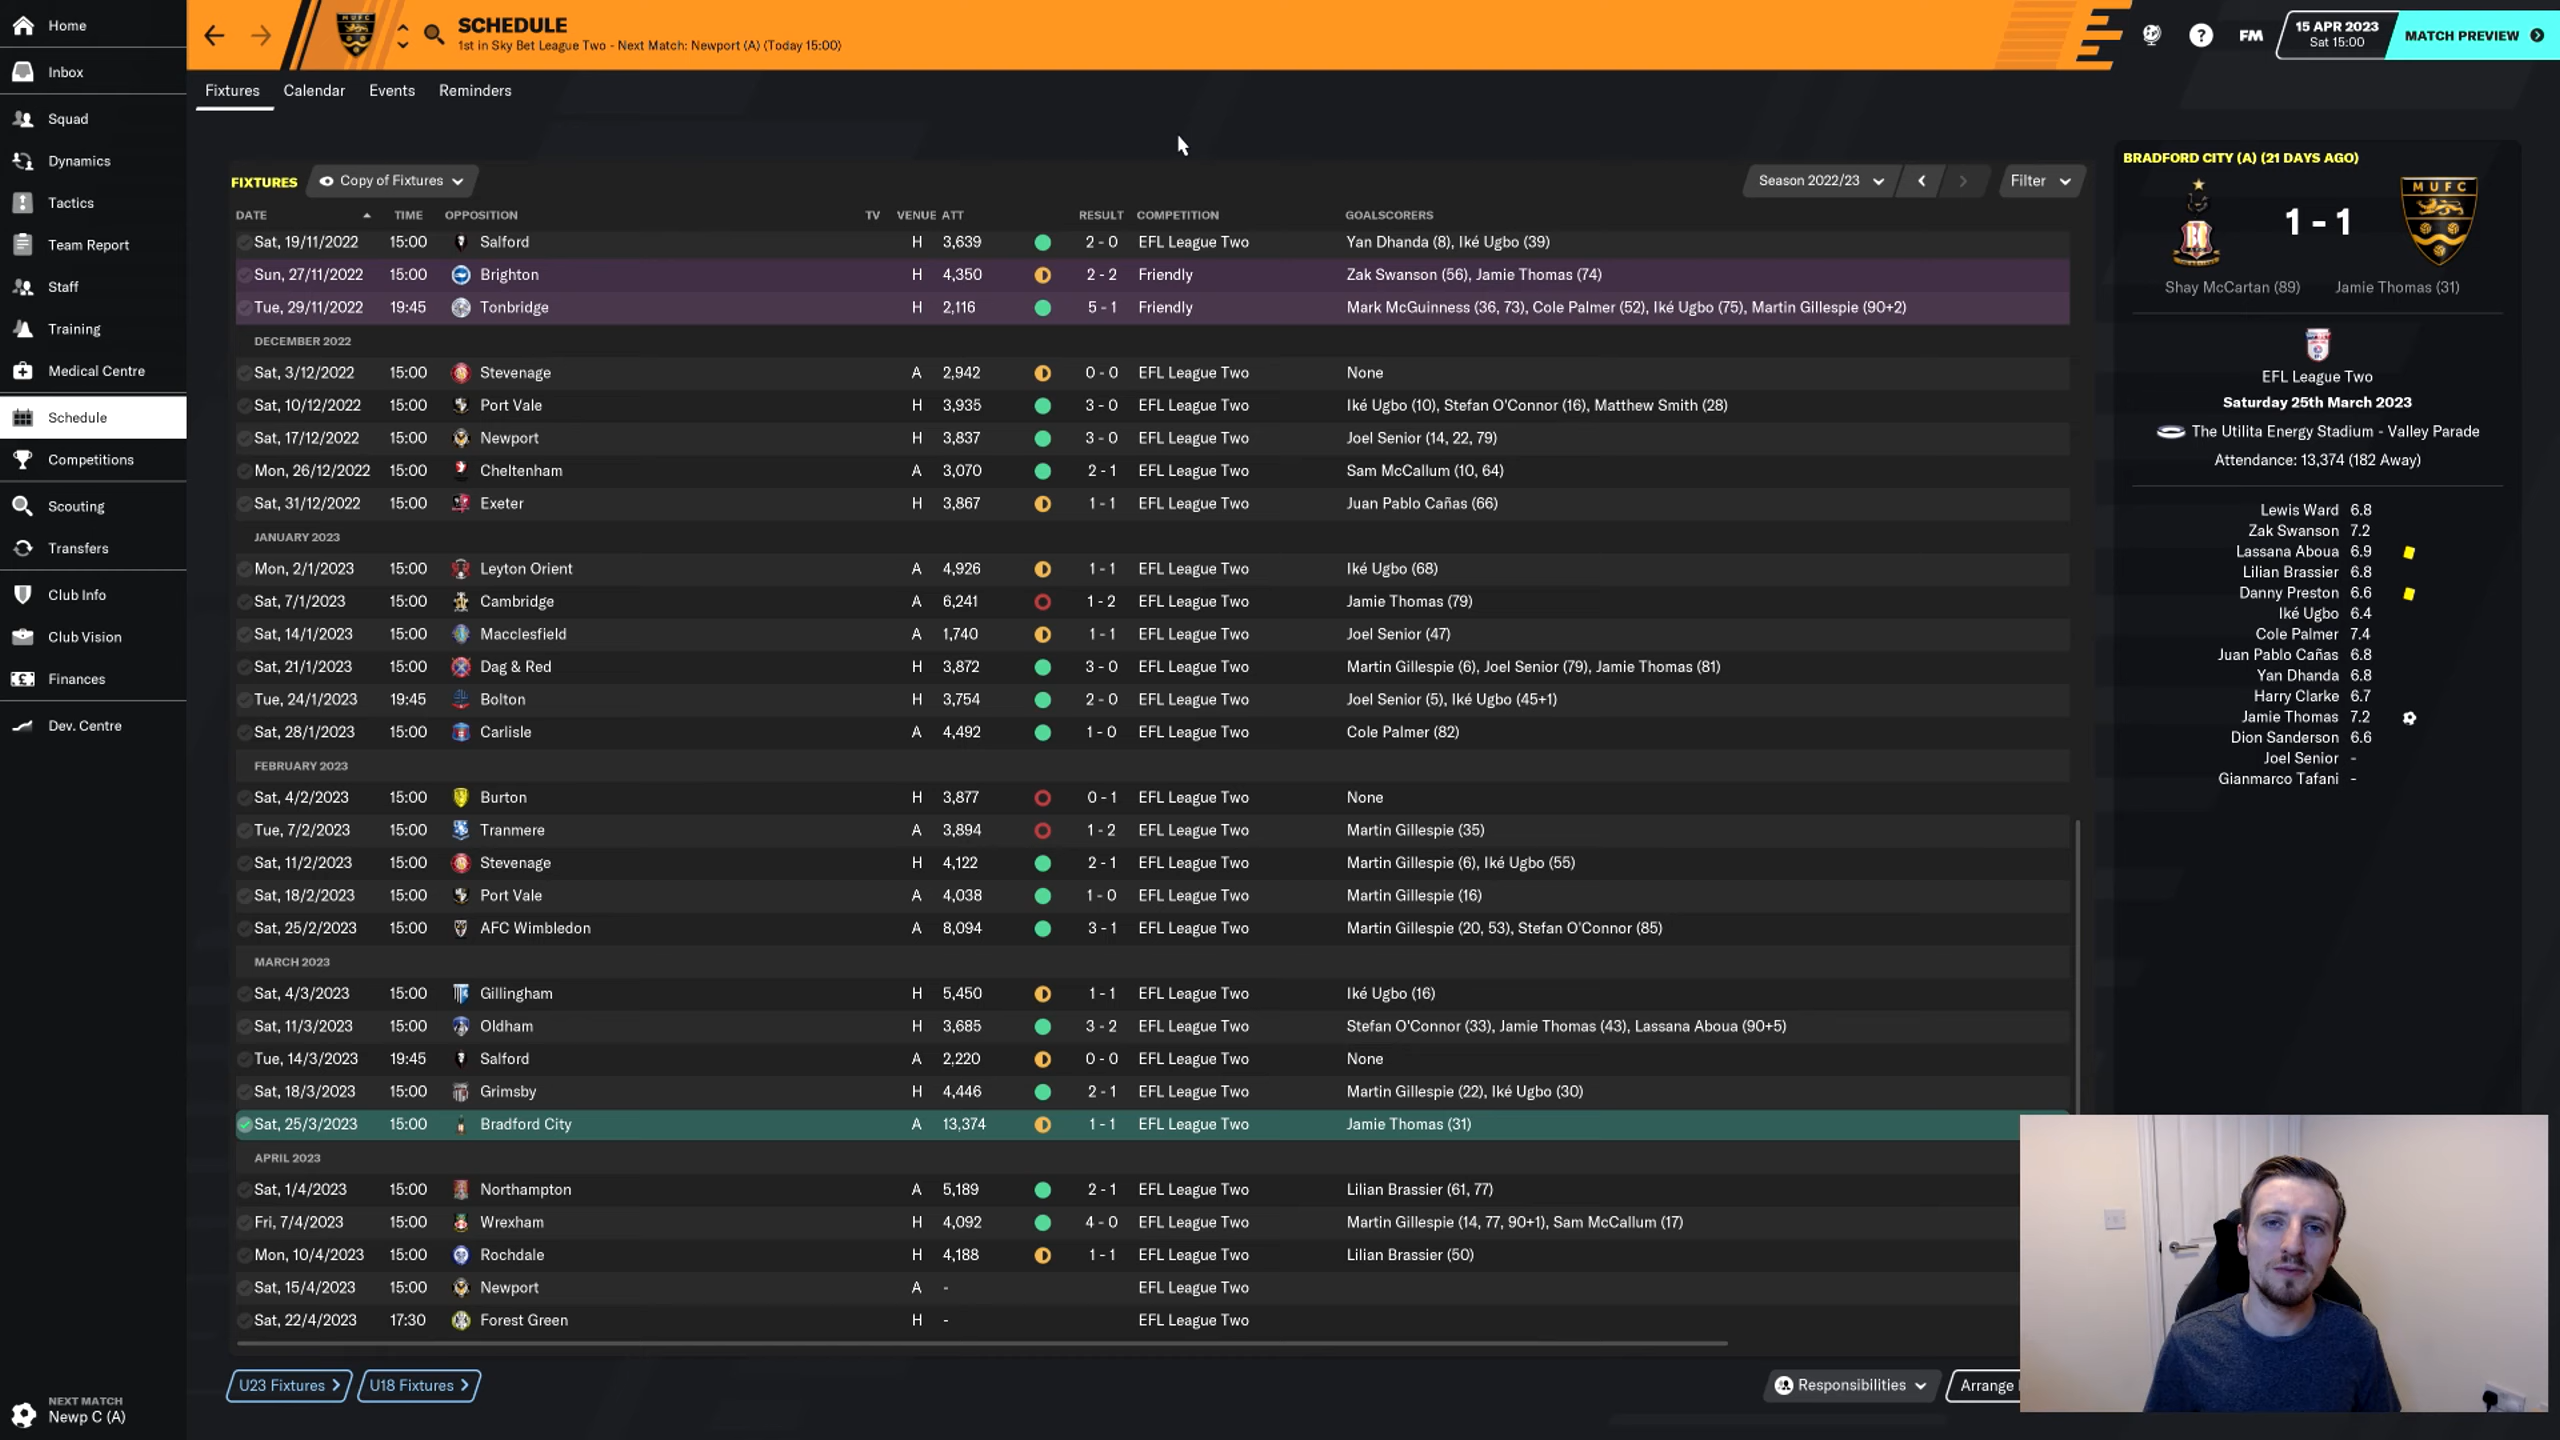 Home
Inbox
Squad
Dynamics
Tactics
Team Report
Staff
Training
Medical Centre
Schedule
Competitions
Scouting
Transfers
Club Info
Club Vision
Finances
Dev. Centre
NEXT MATCH
Newp C (A)
MUFC
SCHEDULE
1st in Sky Bet League Two - Next Match: Newport (A) (Today 15:00)
? FM
15 APR 2023
Sat 15:00
MATCH PREVIEW
Fixtures Calendar Events Reminders
FIXTURES Copy of Fixtures Season 2022/23 Filter
DATE TIME OPPOSITION TV VENUE ATT RESULT COMPETITION GOALSCORERS
Sat, 19/11/2022 15:00 Salford H 3,639 2 - 0 EFL League Two Yan Dhanda (8), Iké Ugbo (39)
Sun, 27/11/2022 15:00 Brighton H 4,350 2 - 2 Friendly Zak Swanson (56), Jamie Thomas (74)
Tue, 29/11/2022 19:45 Tonbridge H 2,116 5 - 1 Friendly Mark McGuinness (36, 73), Cole Palmer (52), Iké Ugbo (75), Martin Gillespie (90+2)
DECEMBER 2022
Sat, 3/12/2022 15:00 Stevenage A 2,942 0 - 0 EFL League Two None
Sat, 10/12/2022 15:00 Port Vale H 3,935 3 - 0 EFL League Two Iké Ugbo (10), Stefan O'Connor (16), Matthew Smith (28)
Sat, 17/12/2022 15:00 Newport H 3,837 3 - 0 EFL League Two Joel Senior (14, 22, 79)
Mon, 26/12/2022 15:00 Cheltenham A 3,070 2 - 1 EFL League Two Sam McCallum (10, 64)
Sat, 31/12/2022 15:00 Exeter H 3,867 1 - 1 EFL League Two Juan Pablo Cañas (66)
JANUARY 2023
Mon, 2/1/2023 15:00 Leyton Orient A 4,926 1 - 1 EFL League Two Iké Ugbo (68)
Sat, 7/1/2023 15:00 Cambridge A 6,241 1 - 2 EFL League Two Jamie Thomas (79)
Sat, 14/1/2023 15:00 Macclesfield A 1,740 1 - 1 EFL League Two Joel Senior (47)
Sat, 21/1/2023 15:00 Dag & Red H 3,872 3 - 0 EFL League Two Martin Gillespie (6), Joel Senior (79), Jamie Thomas (81)
Tue, 24/1/2023 19:45 Bolton H 3,754 2 - 0 EFL League Two Joel Senior (5), Iké Ugbo (45+1)
Sat, 28/1/2023 15:00 Carlisle A 4,492 1 - 0 EFL League Two Cole Palmer (82)
FEBRUARY 2023
Sat, 4/2/2023 15:00 Burton H 3,877 0 - 1 EFL League Two None
Tue, 7/2/2023 15:00 Tranmere A 3,894 1 - 2 EFL League Two Martin Gillespie (35)
Sat, 11/2/2023 15:00 Stevenage H 4,122 2 - 1 EFL League Two Martin Gillespie (6), Iké Ugbo (55)
Sat, 18/2/2023 15:00 Port Vale A 4,038 1 - 0 EFL League Two Martin Gillespie (16)
Sat, 25/2/2023 15:00 AFC Wimbledon A 8,094 3 - 1 EFL League Two Martin Gillespie (20, 53), Stefan O'Connor (85)
MARCH 2023
Sat, 4/3/2023 15:00 Gillingham H 5,450 1 - 1 EFL League Two Iké Ugbo (16)
Sat, 11/3/2023 15:00 Oldham H 3,685 3 - 2 EFL League Two Stefan O'Connor (33), Jamie Thomas (43), Lassana Aboua (90+5)
Tue, 14/3/2023 19:45 Salford A 2,220 0 - 0 EFL League Two None
Sat, 18/3/2023 15:00 Grimsby H 4,446 2 - 1 EFL League Two Martin Gillespie (22), Iké Ugbo (30)
Sat, 25/3/2023 15:00 Bradford City A 13,374 1 - 1 EFL League Two Jamie Thomas (31)
APRIL 2023
Sat, 1/4/2023 15:00 Northampton A 5,189 2 - 1 EFL League Two Lilian Brassier (61, 77)
Fri, 7/4/2023 15:00 Wrexham H 4,092 4 - 0 EFL League Two Martin Gillespie (14, 77, 90+1), Sam McCallum (17)
Mon, 10/4/2023 15:00 Rochdale H 4,188 1 - 1 EFL League Two Lilian Brassier (50)
Sat, 15/4/2023 15:00 Newport A - EFL League Two
Sat, 22/4/2023 17:30 Forest Green H - EFL League Two
U23 Fixtures U18 Fixtures Responsibilities Arrange
BRADFORD CITY (A) (21 DAYS AGO)
MUFC
1 - 1
Shay McCartan (89) Jamie Thomas (31)
EFL League Two
Saturday 25th March 2023
The Utilita Energy Stadium - Valley Parade
Attendance: 13,374 (182 Away)
Lewis Ward 6.8
Zak Swanson 7.2
Lassana Aboua 6.9
Lilian Brassier 6.8
Danny Preston 6.6
Iké Ugbo 6.4
Cole Palmer 7.4
Juan Pablo Cañas 6.8
Yan Dhanda 6.8
Harry Clarke 6.7
Jamie Thomas 7.2
Dion Sanderson 6.6
Joel Senior -
Gianmarco Tafani -